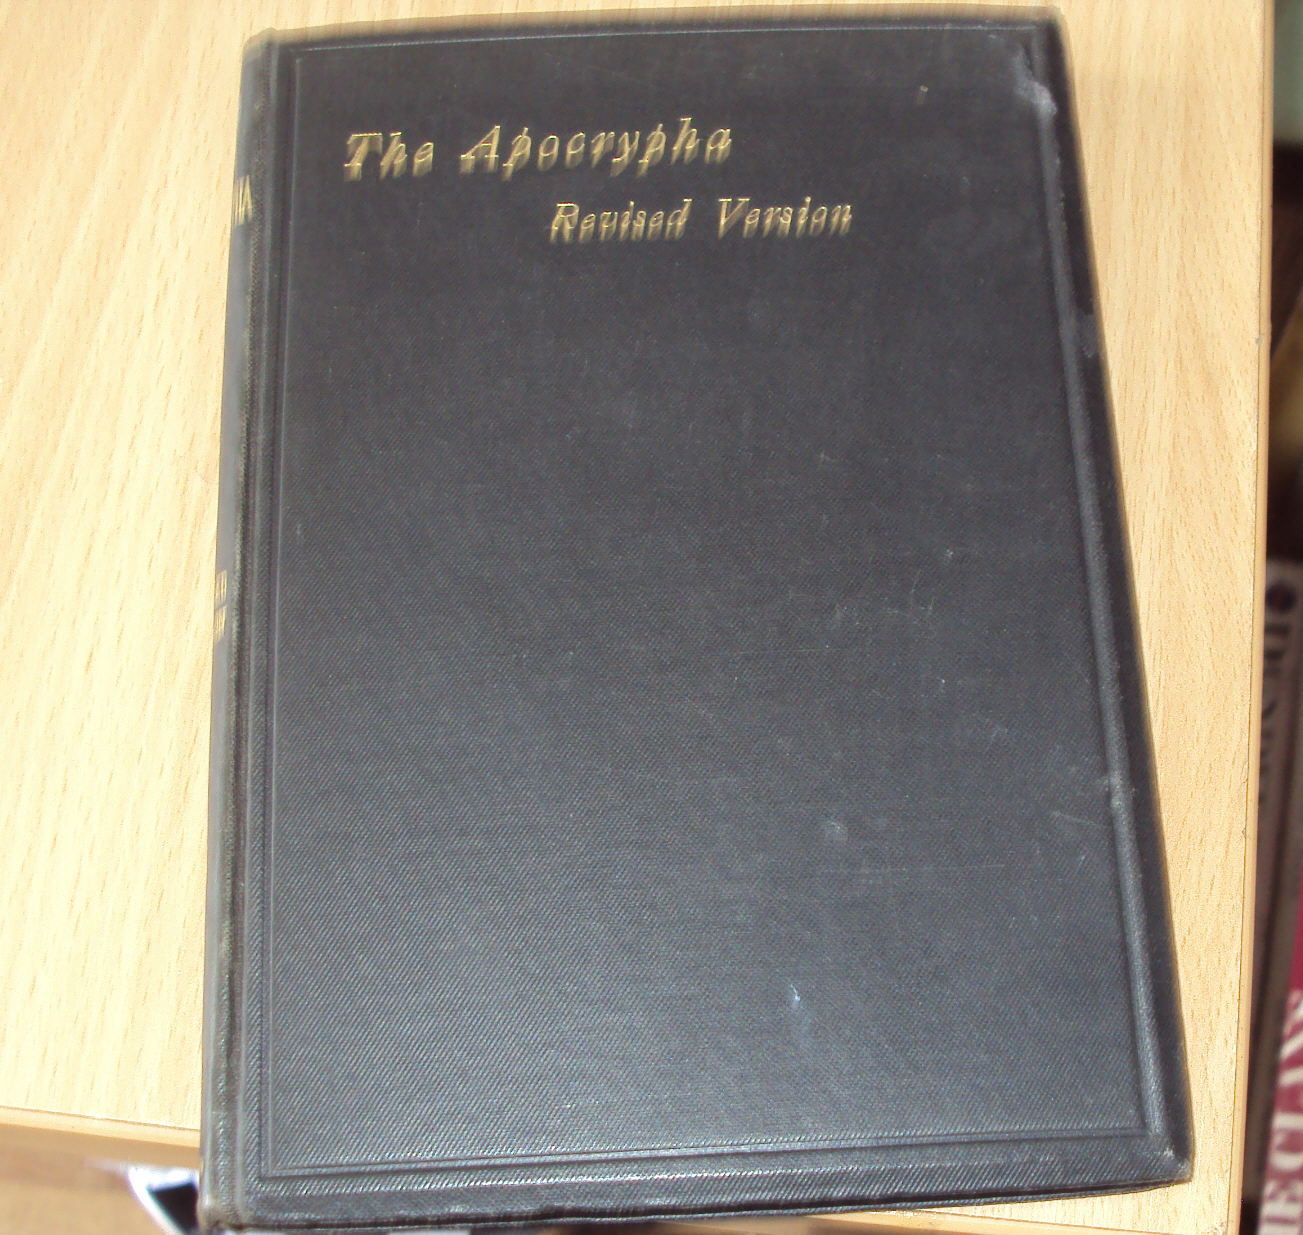 The Apocrypha
Revised Version